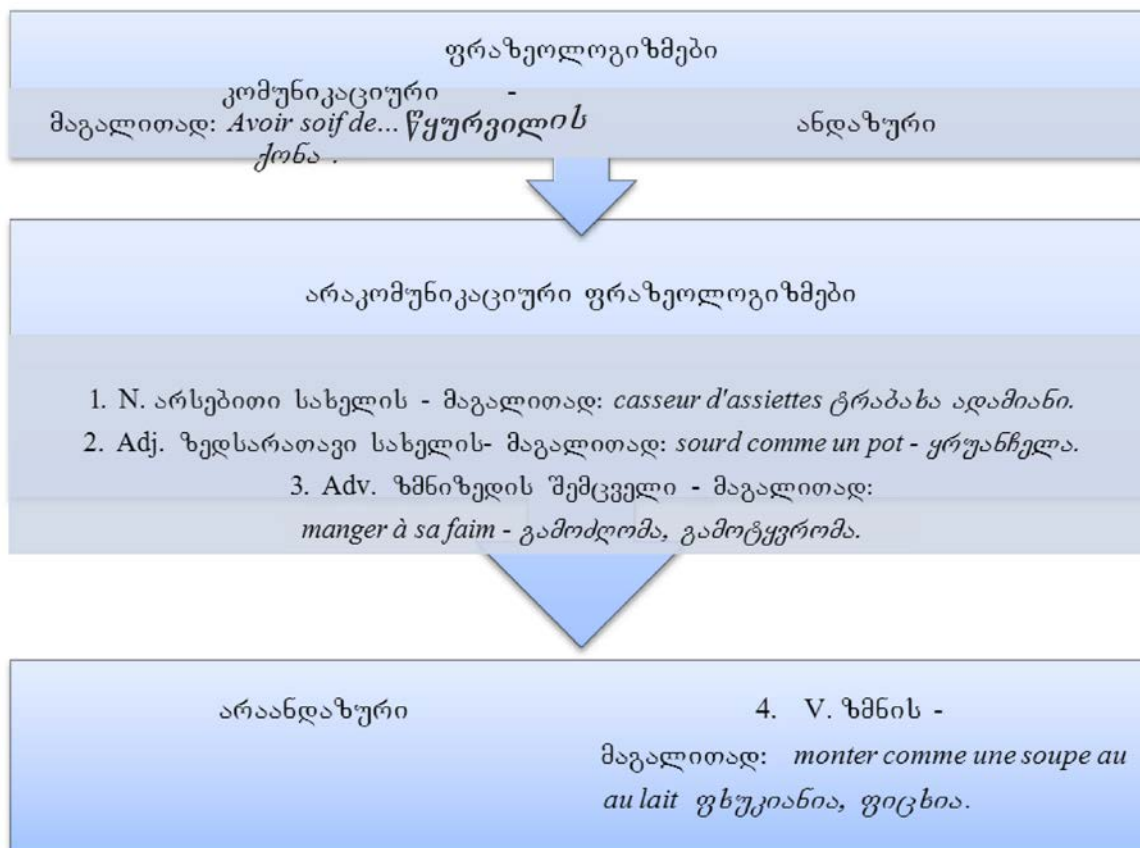 ფრაზეოლოგიზმები
კომუნიკაციური -
მაგალითად: Avoir soif de... წყურვილის
ქონა .
ანდაზური
არაკომუნიკაციური ფრაზეოლოგიზმები
1. N. არსებითი სახელის - მაგალითად: casseur d'assiettes ტრაბახა ადამიანი.
2. Adj. ზედსართავი სახელის- მაგალითად: sourd comme un pot - ყრუანჩელა.
3. Adv. ზმნიზედის შემცველი - მაგალითად:
manger à sa faim - გამოძღომა, გამოტყვრომა.
არაანდაზური
4. V. ზმნის -
მაგალითად: monter comme une soupe au
au lait ფხუკიანია, ფიცხია.